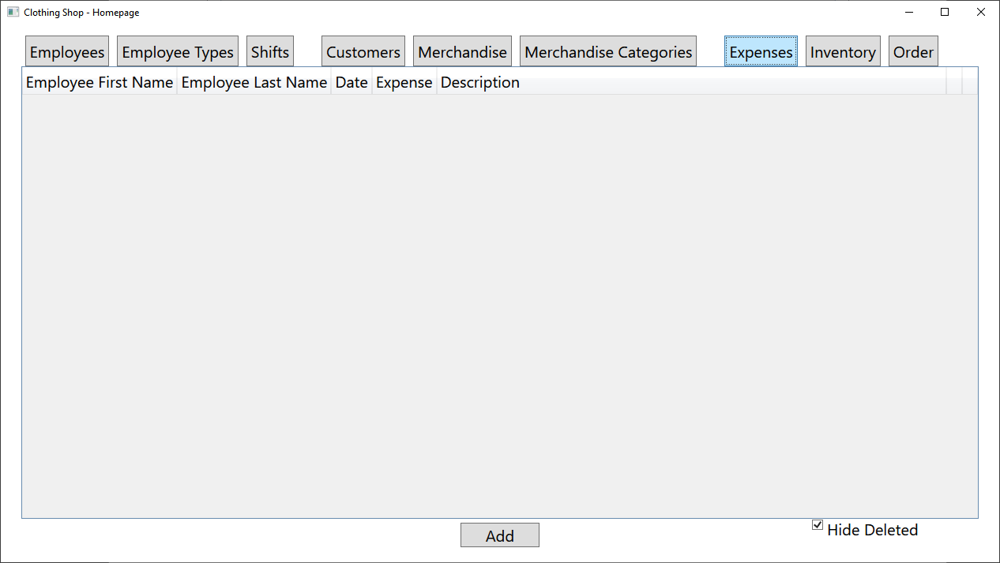 Clothing Shop - Homepage
Employees Employee Types Shifts Customers Merchandise Merchandise Categories Expenses Inventory Order
Employee First Name Employee Last Name Date Expense Description
Add
Hide Deleted